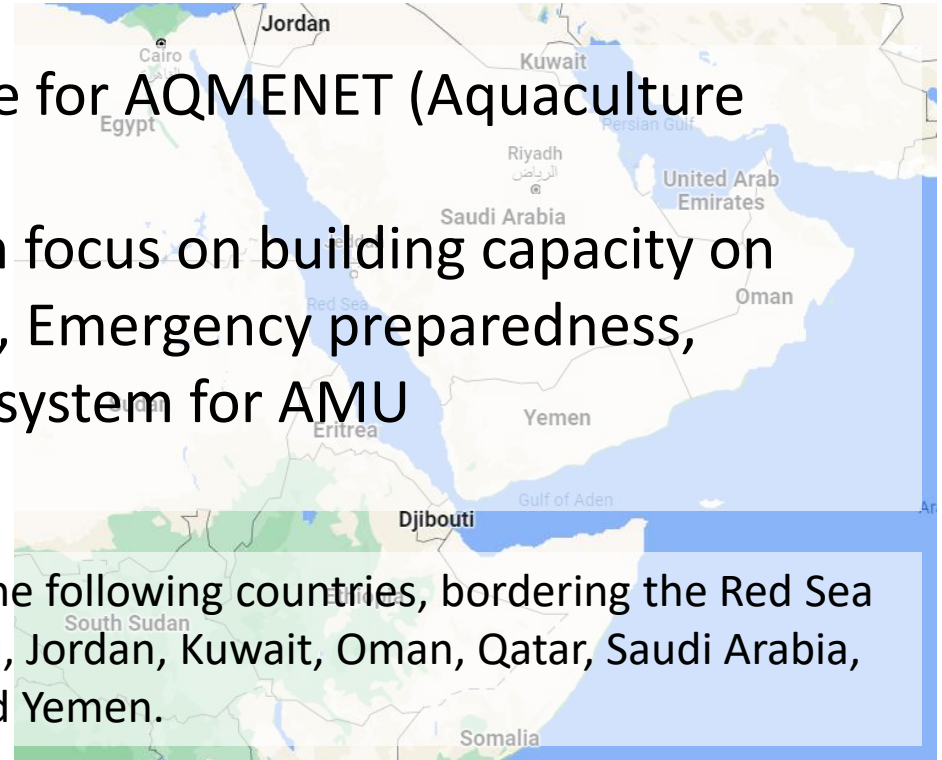 Jordan
Cairo
Kuwait
e for AQMENET (Aquaculture
Egypt
Persian Gulf
Riyadh
الرياض
United Arab
Emirates
Saudi Arabia
focus on building capacity on
Red Sea
Oman
, Emergency preparedness,
system for AMU
Eritrea
Yemen
Gulf of Aden
Djibouti
ne following countries, bordering the Red Sea
Ethiopia
South Sudan
, Jordan, Kuwait, Oman, Qatar, Saudi Arabia,
d Yemen.
Somalia